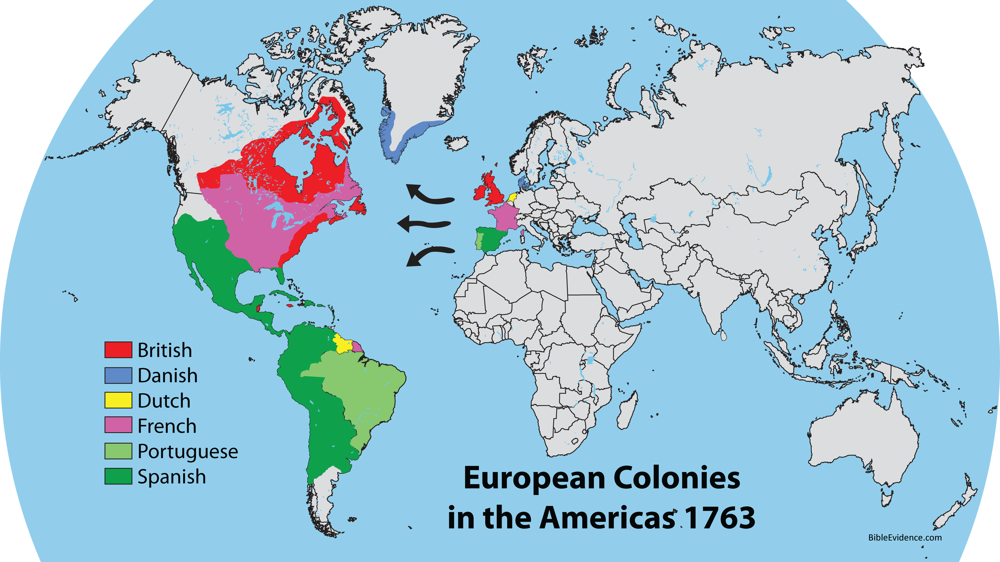 British
Danish
Dutch
French
Portuguese
Spanish
European Colonies
in the Americas 1763
BibleEvidence.com